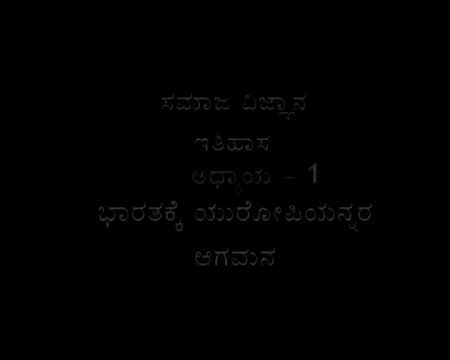 ಸಮಾಜ ವಿಜ್ಞಾನ
ಇತಿಹಾಸ
ಅಧ್ಯಾಯ – 1
ಭಾರತಕ್ಕೆ ಯುರೋಪಿಯನ್ನರ
ಆಗಮನ